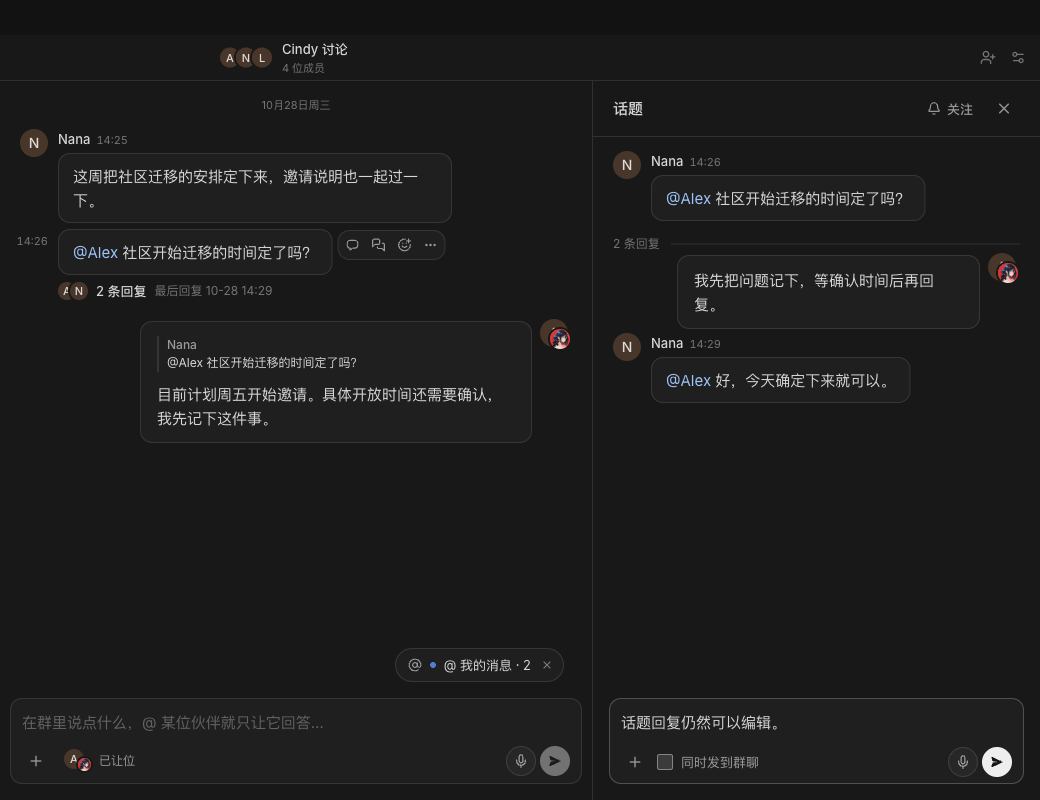 A N L
Cindy 讨论
4 位成员
10月28日周三
N
Nana 14:25
这周把社区迁移的安排定下来，邀请说明也一起过一
下。
14:26
@Alex 社区开始迁移的时间定了吗？
N 2 条回复 最后回复 10-28 14:29
Nana
@Alex 社区开始迁移的时间定了吗？
目前计划周五开始邀请。具体开放时间还需要确认，
我先记下这件事。
@ 我的消息 · 2
在群里说点什么，@ 某位伙伴就只让它回答...
A 已让位
话题
关注
N
Nana 14:26
@Alex 社区开始迁移的时间定了吗？
2 条回复
我先把问题记下，等确认时间后再回
复。
N
Nana 14:29
@Alex 好，今天确定下来就可以。
话题回复仍然可以编辑。
同时发到群聊